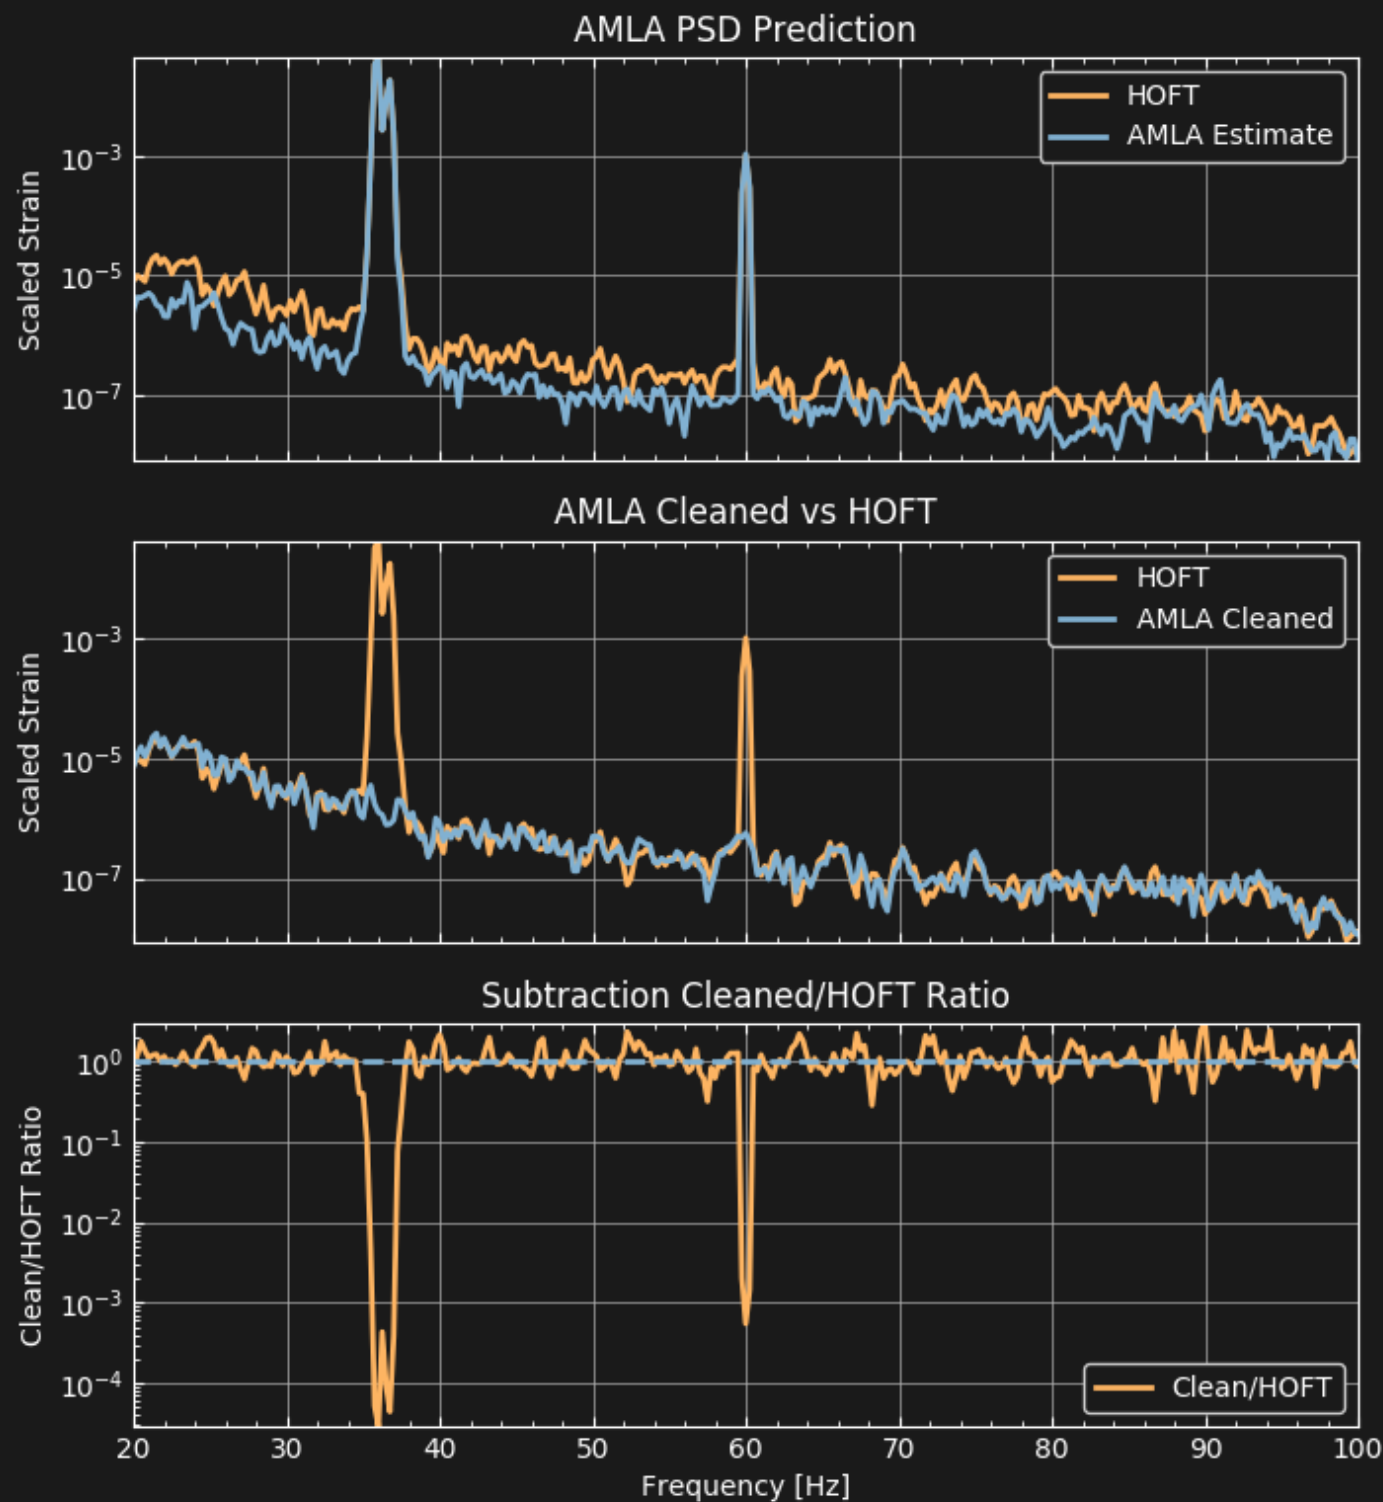 AMLA PSD Prediction
HOFT
AMLA Estimate
Scaled Strain
10⁻³
10⁻⁵
10⁻⁷
AMLA Cleaned vs HOFT
HOFT
AMLA Cleaned
Scaled Strain
10⁻³
10⁻⁵
10⁻⁷
Subtraction Cleaned/HOFT Ratio
Clean/HOFT Ratio
10⁰
10⁻¹
10⁻²
10⁻³
10⁻⁴
Clean/HOFT
20 30 40 50 60 70 80 90 100
Frequency [Hz]